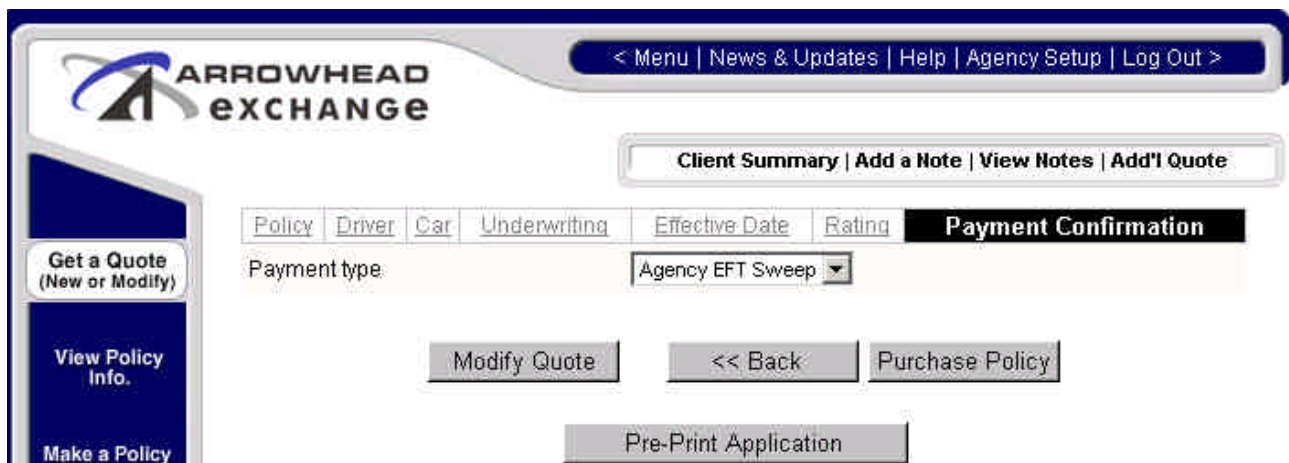 ARROWHEAD
exchange
< Menu | News & Updates | Help | Agency Setup | Log Out >
Client Summary | Add a Note | View Notes | Add'l Quote
Policy Driver Car Underwriting Effective Date Rating Payment Confirmation
Get a Quote
(New or Modify)
Payment type Agency EFT Sweep
View Policy
Info.
Modify Quote << Back Purchase Policy
Pre-Print Application
Make a Policy